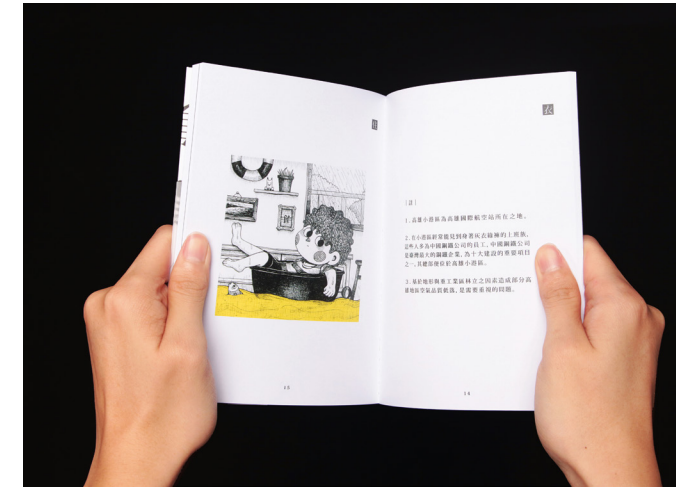 衣
[註]
1.高雄小港區為高雄國際航空站所在之地。
2.在小港區經常能見到身著灰衣綠褲的上班族,
這些人多為中國鋼鐵公司的員工。中國鋼鐵公司
是臺灣最大的鋼鐵企業,為十大建設的重要項目
之一,其總部便位於高雄小港區。
3.基於地形與重工業區林立之因素造成部分高
雄地區空氣品質低落,是需要重視的問題。